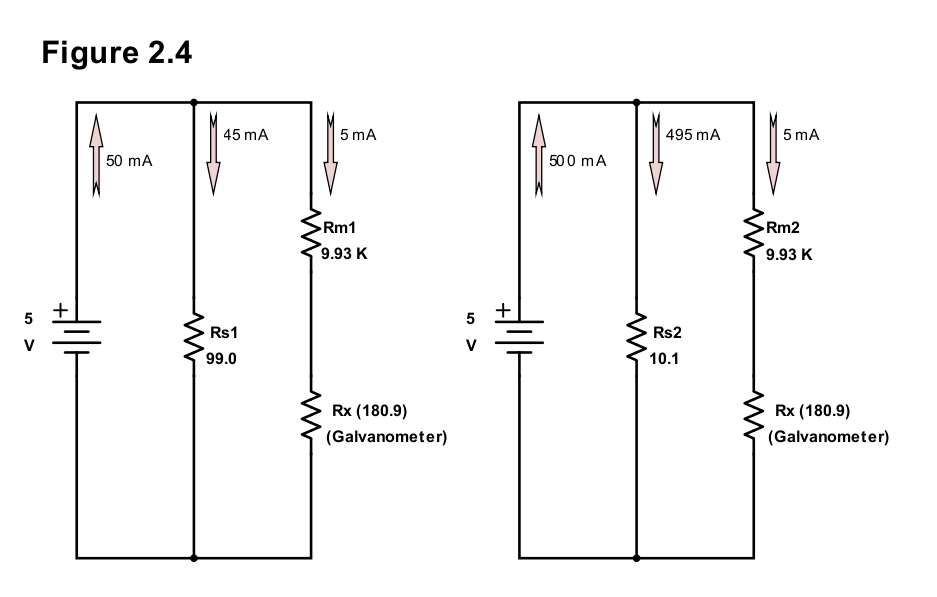 Figure 2.4
50 mA
45 mA
5 mA
Rm1
9.93 K
+
5
V
Rs1
99.0
Rx (180.9)
(Galvanometer)
500 mA
495 mA
5 mA
Rm2
9.93 K
+
5
V
Rs2
10.1
Rx (180.9)
(Galvanometer)